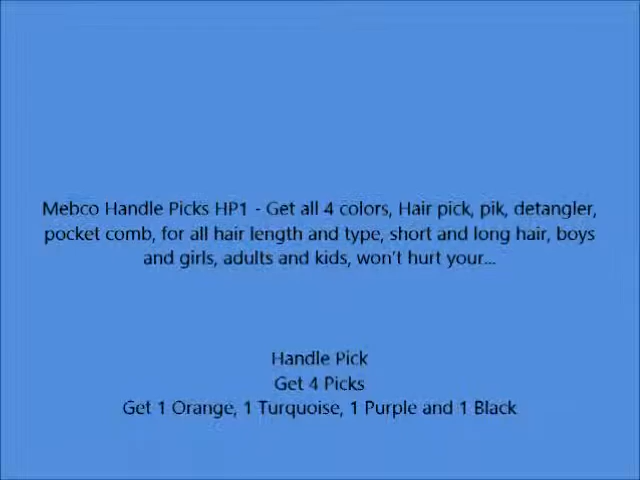 Mebco Handle Picks HP1 - Get all 4 colors, Hair pick, pik, detangler,
pocket comb, for all hair length and type, short and long hair, boys
and girls, adults and kids, won't hurt your...
Handle Pick
Get 4 Picks
Get 1 Orange, 1 Turquoise, 1 Purple and 1 Black